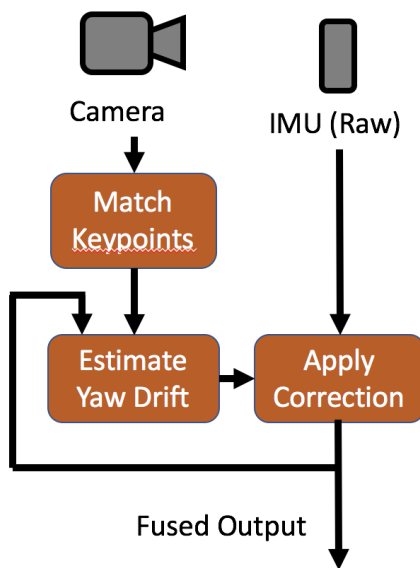 Camera
IMU (Raw)
Match
Keypoints
Estimate
Yaw Drift
Apply
Correction
Fused Output